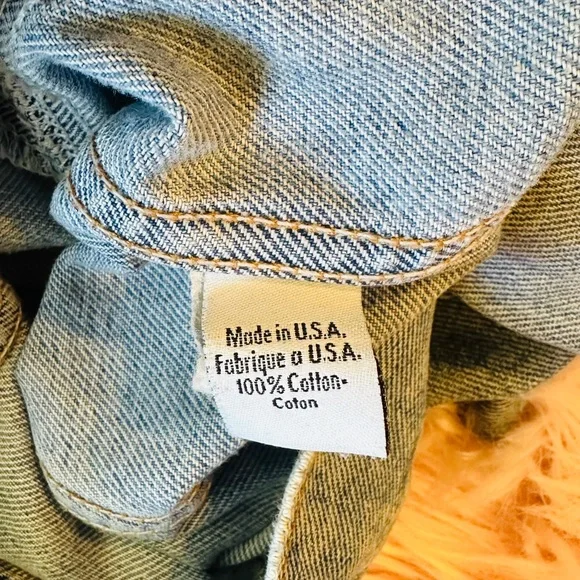 Made in U.S.A.
Fabrique a U.S.A.
100% Cotton-
Coton